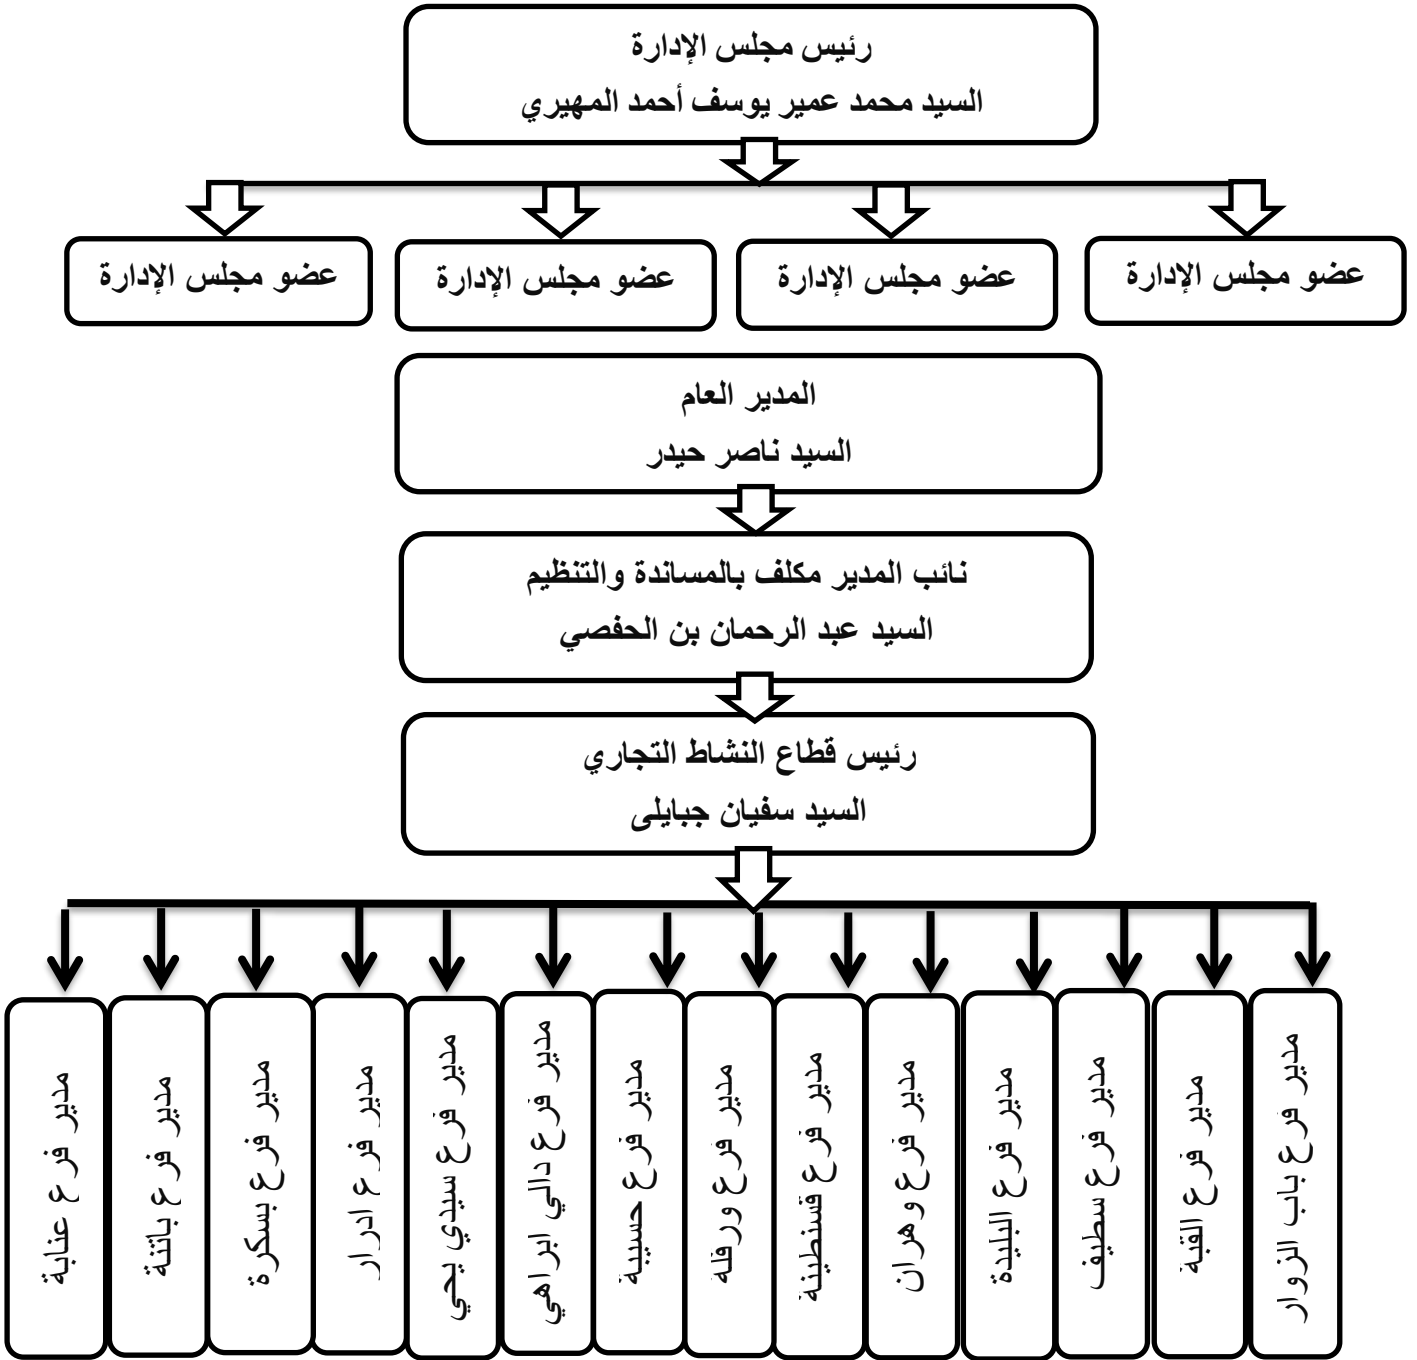 رئيس مجلس الإدارة
السيد محمد عمير يوسف أحمد المهيري
عضو مجلس الإدارة
عضو مجلس الإدارة
عضو مجلس الإدارة
عضو مجلس الإدارة
المدير العام
السيد ناصر حيدر
نائب المدير مكلف بالمساندة والتنظيم
السيد عبد الرحمان بن الحفصي
رئيس قطاع النشاط التجاري
السيد سفيان جبايلى
مدير فرع باب الزوار
مدير فرع القبة
مدير فرع سطيف
مدير فرع البليدة
مدير فرع وهران
مدير فرع قسنطينة
مدير فرع ورقلة
مدير فرع حسيبة
مدير فرع دالي ابراهي
مدير فرع سيدي يحي
مدير فرع ادرار
مدير فرع بسكرة
مدير فرع باتنة
مدير فرع عنابة